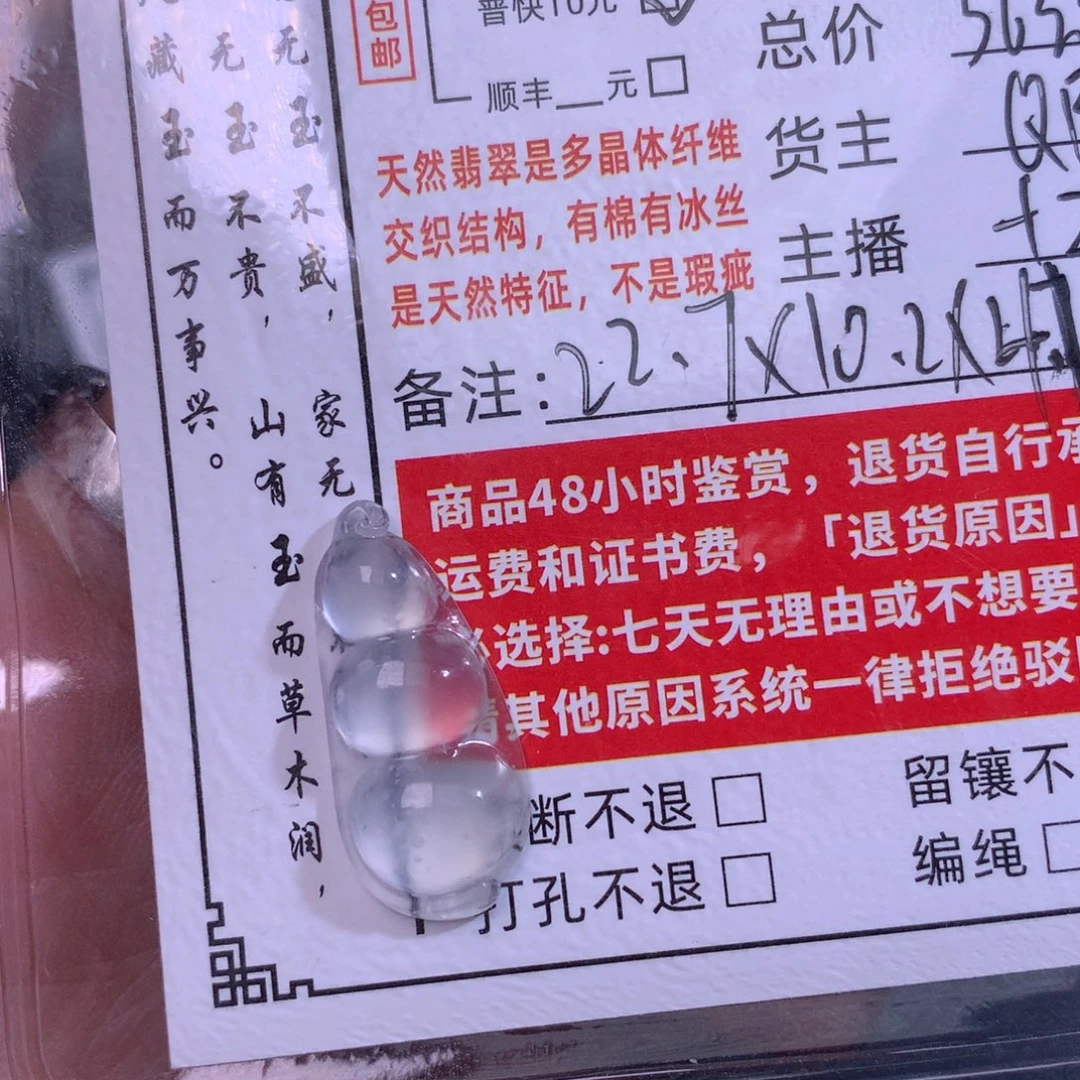 包邮
普快10元
顺丰__元□
天然翡翠是多晶体纤维
交织结构，有棉有冰丝
是天然特征，不是瑕疵
总价
货主
主播
备注：22.7×10.2×4.
商品48小时鉴赏，退货自行承
运费和证书费，「退货原因」
选择:七天无理由或不想要
其他原因系统一律拒绝驳
断不退□
打孔不退□
留镶不
编绳□
无玉不盛，家无
无玉不贵，山有玉而草木润，
藏玉而万事兴。